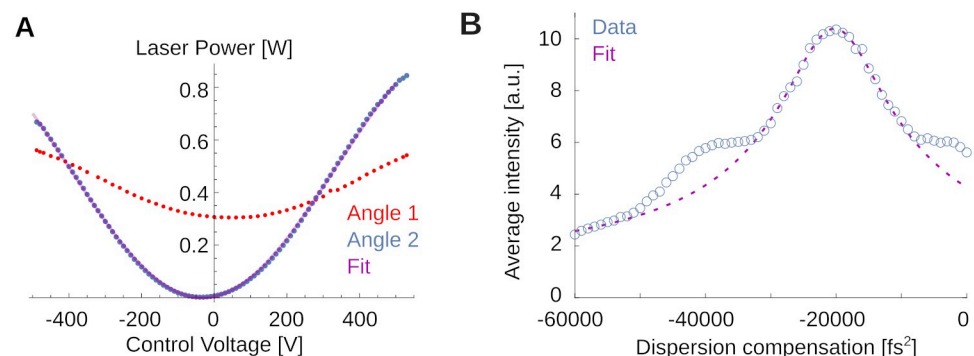 A
Laser Power [W]
0.8
0.6
0.4
0.2
Angle 1
Angle 2
Fit
-400 -200 0 200 400
Control Voltage [V]
B
Data
Fit
10
8
6
4
2
0
Average intensity [a.u.]
-60000 -40000 -20000 0
Dispersion compensation [fs²]